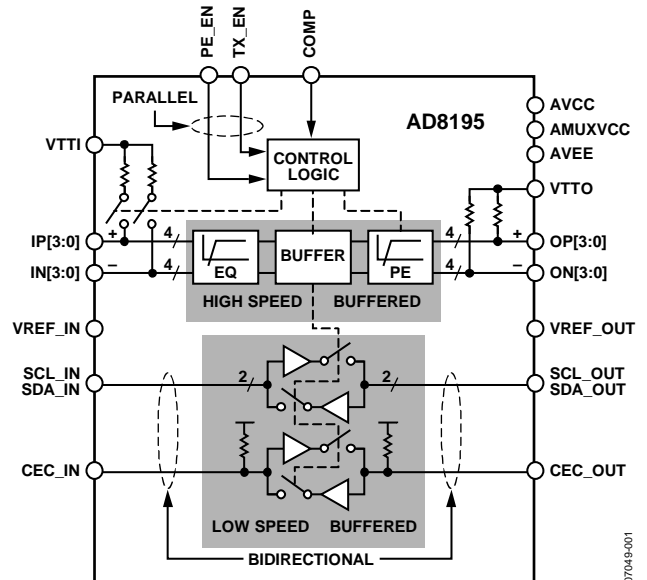 PE_EN
TX_EN
COMP
PARALLEL
AD8195
AVCC
AMUXVCC
AVEE
VTTI
CONTROL
LOGIC
VTTO
IP[3:0]
+
4
4
+
OP[3:0]
EQ
BUFFER
PE
IN[3:0]
−
4
4
−
ON[3:0]
HIGH SPEED
BUFFERED
VREF_IN
VREF_OUT
SCL_IN
SDA_IN
2
2
SCL_OUT
SDA_OUT
CEC_IN
CEC_OUT
LOW SPEED
BUFFERED
BIDIRECTIONAL
07049-001